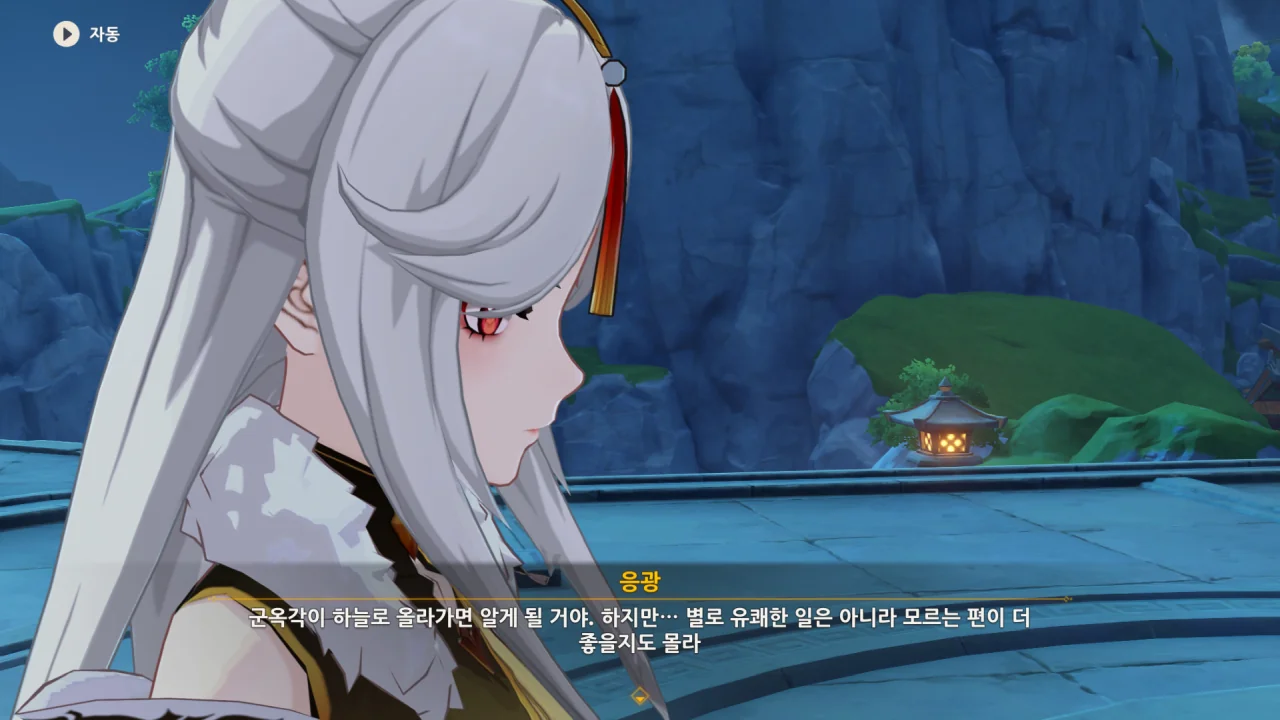 자동
응광
군옥각이 하늘로 올라가면 알게 될 거야. 하지만… 별로 유쾌한 일은 아니라 모르는 편이 더
좋을지도 몰라